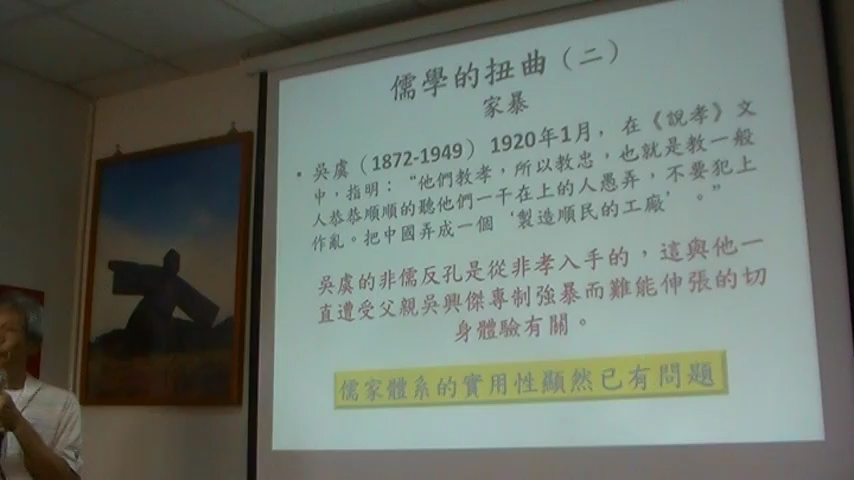 儒學的扭曲（二）
家暴
• 吳虞（1872-1949）1920年1月，在《說孝》文
中，指明：“他們教孝，所以教忠，也就是教一般
人恭恭順順的聽他們一干在上的人愚弄，不要犯上
作亂。把中國弄成一個‘製造順民的工廠’。”
吳虞的非儒反孔是從非孝入手的，這與他一
直遭受父親吳興傑專制強暴而難能伸張的切
身體驗有關。
儒家體系的實用性顯然已有問題